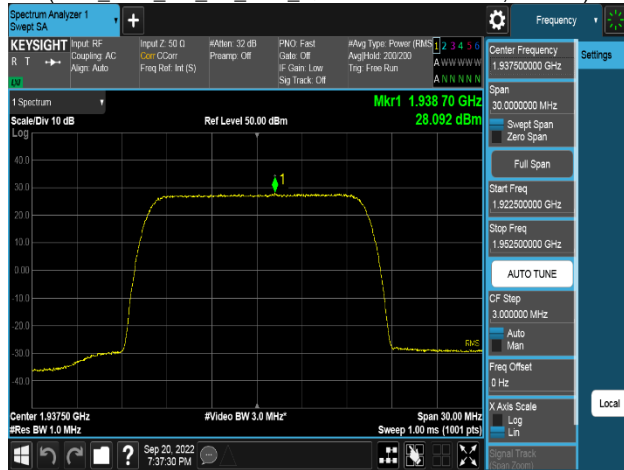 Spectrum Analyzer 1
Swept SA
Frequency
KEYSIGHT
R T
Input: RF
Coupling: AC
Align: Auto
Input Z: 50 Ω
Corr CCorr
Freq Ref: Int (S)
#Atten: 32 dB
Preamp: Off
PNO: Fast
Gate: Off
IF Gain: Low
Sig Track: Off
#Avg Type: Power (RMS
Avg|Hold: 200/200
Trig: Free Run
1 2 3 4 5 6
A W W W W W
A N N N N N
1 Spectrum
Mkr1 1.938 70 GHz
28.092 dBm
Scale/Div 10 dB
Ref Level 50.00 dBm
Log
40.0
30.0
20.0
10.0
0.00
-10.0
-20.0
-30.0
-40.0
1
RMS
Center 1.93750 GHz
#Res BW 1.0 MHz
#Video BW 3.0 MHz*
Span 30.00 MHz
Sweep 1.00 ms (1001 pts)
Center Frequency
1.937500000 GHz
Settings
Span
30.0000000 MHz
Swept Span
Zero Span
Full Span
Start Freq
1.922500000 GHz
Stop Freq
1.952500000 GHz
AUTO TUNE
CF Step
3.000000 MHz
Auto
Man
Freq Offset
0 Hz
X Axis Scale
Log
Lin
Local
Signal Track
(Span Zoom)
Sep 20, 2022
7:37:30 PM